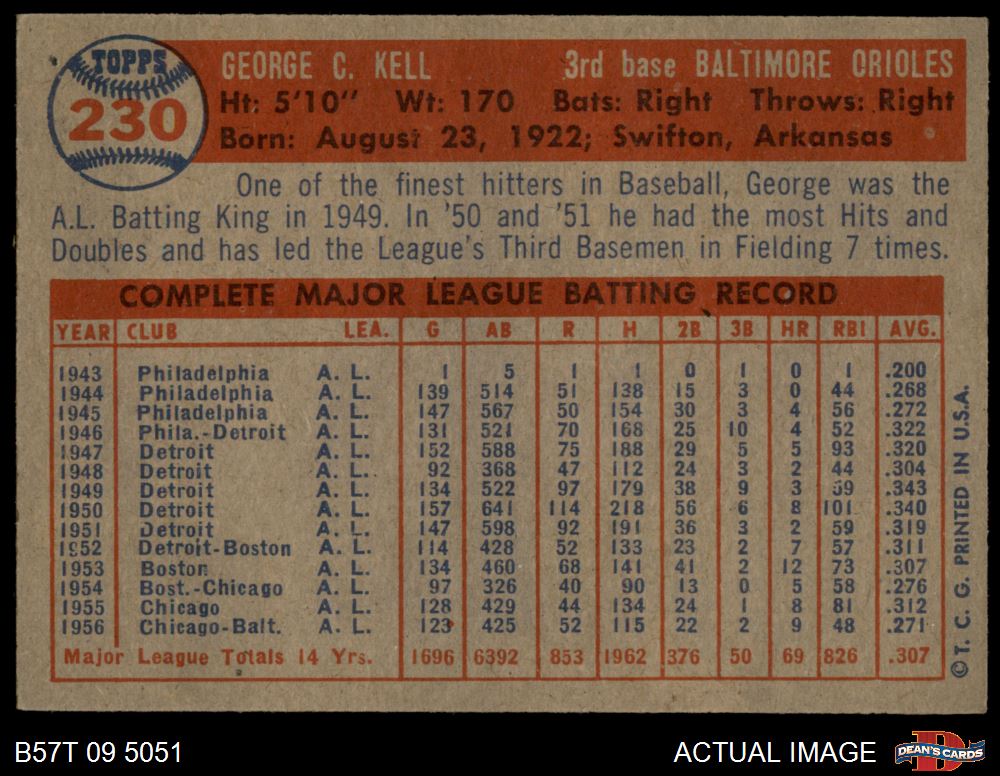 TOPPS
230
GEORGE C. KELL 3rd base BALTIMORE ORIOLES
Ht: 5'10" Wt: 170 Bats: Right Throws: Right
Born: August 23, 1922; Swifton, Arkansas
One of the finest hitters in Baseball, George was the
A.L. Batting King in 1949. In '50 and '51 he had the most Hits and
Doubles and has led the League's Third Basemen in Fielding 7 times.
COMPLETE MAJOR LEAGUE BATTING RECORD
YEAR CLUB LEA. G AB R H 2B 3B HR RBI AVG.
1943 Philadelphia A. L. 1 5 1 1 0 1 0 1 .200
1944 Philadelphia A. L. 139 514 51 138 15 3 0 44 .268
1945 Philadelphia A. L. 147 567 50 154 30 3 4 56 .272
1946 Phila.-Detroit A. L. 131 521 70 168 25 10 4 52 .322
1947 Detroit A. L. 152 588 75 188 29 5 5 93 .320
1948 Detroit A. L. 92 368 47 112 24 3 2 44 .304
1949 Detroit A. L. 134 522 97 179 38 9 3 59 .343
1950 Detroit A. L. 157 641 114 218 56 6 8 101 .340
1951 Detroit A. L. 147 598 92 191 36 3 2 59 .319
1952 Detroit-Boston A. L. 114 428 52 133 23 2 7 57 .311
1953 Boston A. L. 134 460 68 141 41 2 12 73 .307
1954 Bost.-Chicago A. L. 97 326 40 90 13 0 5 58 .276
1955 Chicago A. L. 128 429 44 134 24 1 8 81 .312
1956 Chicago-Balt. A. L. 123 425 52 115 22 2 9 48 .271
Major League Totals 14 Yrs. 1696 6392 853 1962 376 50 69 826 .307
© T. C. G. PRINTED IN U.S.A.
B57T 09 5051 ACTUAL IMAGE DEAN'S CARDS